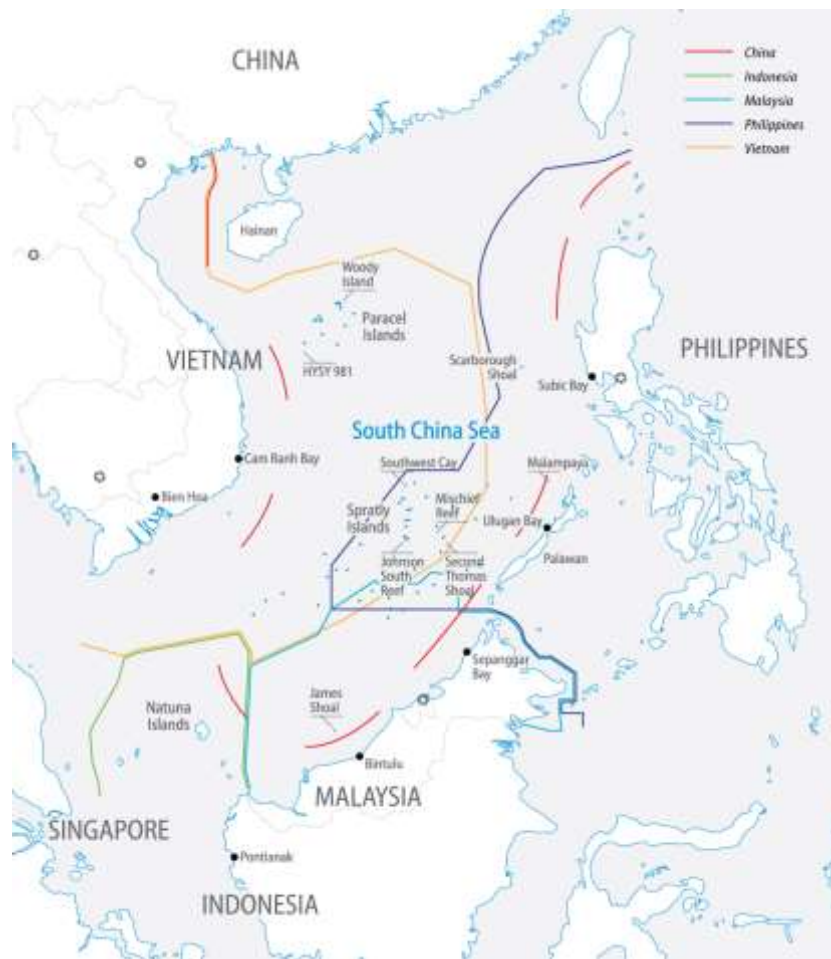 CHINA
China
Indonesia
Malaysia
Philippines
Vietnam
Hainan
Woody
Island
Paracel
Islands
VIETNAM
HYSY 981
Scarborough
Shoal
PHILIPPINES
Subic Bay
South China Sea
Cam Ranh Bay
Southwest Cay
Malampaya
Bien Hoa
Spratly
Islands
Mischief
Reef
Ulugan Bay
Johnson
South
Reef
Second
Thomas
Shoal
Palawan
Sepanggar
Bay
Natuna
Islands
James
Shoal
Bintulu
MALAYSIA
SINGAPORE
Pontianak
INDONESIA